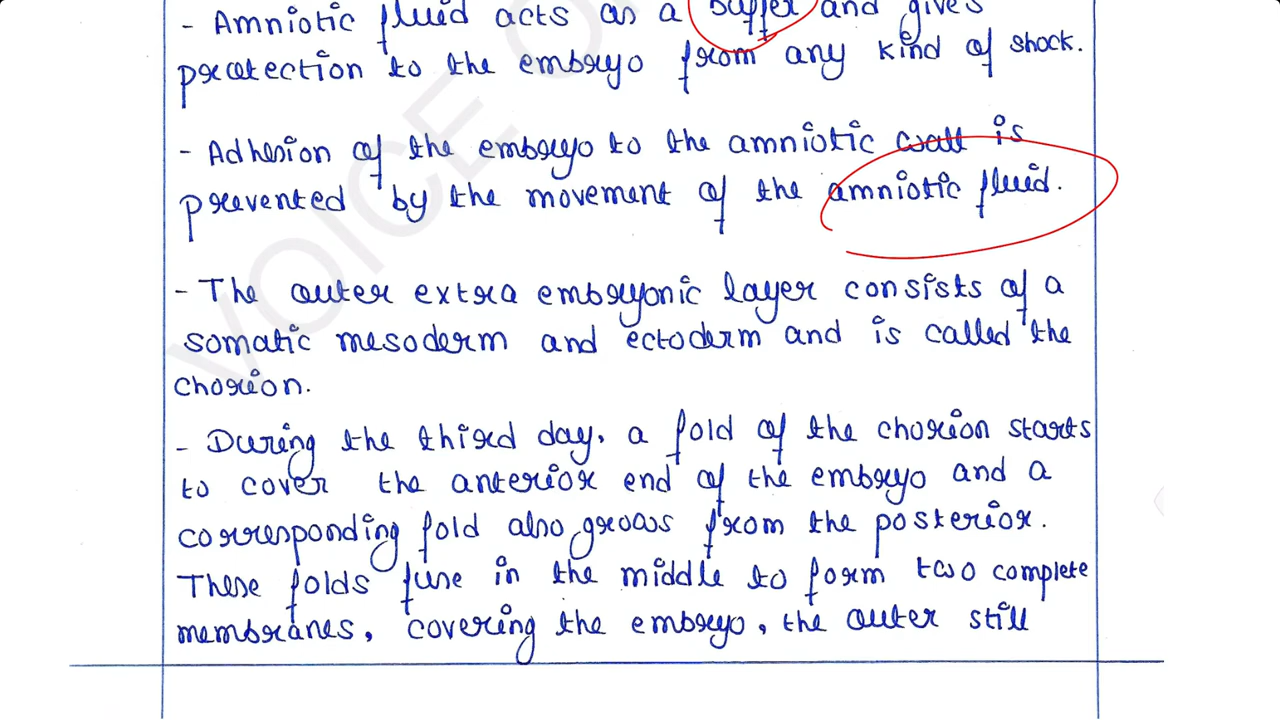 - Amniotic fluid acts as a buffer and gives
protection to the embryo from any kind of shock.
- Adhesion of the embryo to the amniotic wall is
prevented by the movement of the amniotic fluid.
- The outer extra embryonic layer consists of a
somatic mesoderm and ectoderm and is called the
chorion.
- During the third day, a fold of the chorion starts
to cover the anterior end of the embryo and a
corresponding fold also grows from the posterior.
These folds fuse in the middle to form two complete
membranes, covering the embryo, the outer still
VOICE O